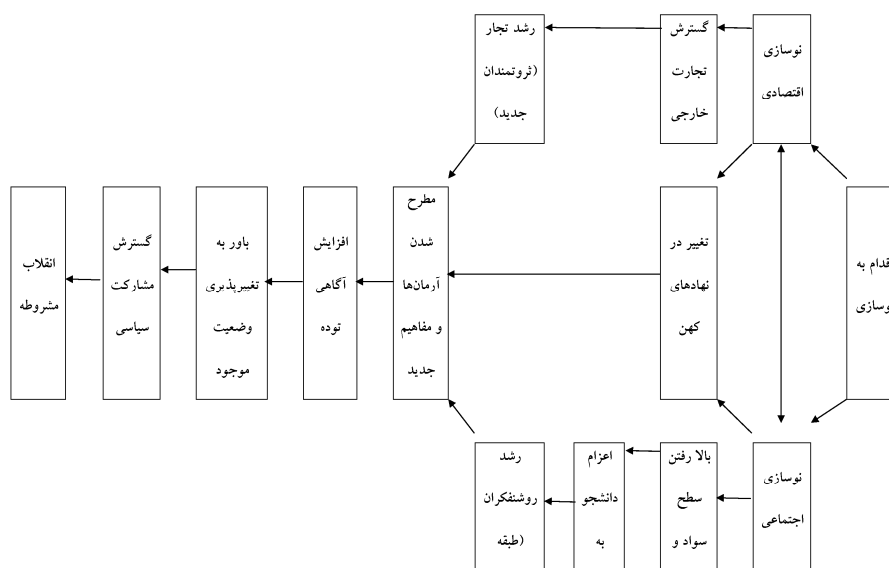 رشد تجار
(ثروتمندان
جدید)
گسترش
تجارت
خارجی
نوسازی
اقتصادی
قدام به
وسازی
تغییر در
نهادهای
کهن
مطرح
شدن
آرمان‌ها
و مفاهیم
جدید
افزایش
آگاهی
توده
باور به
تغییرپذیری
وضعیت
موجود
گسترش
مشارکت
سیاسی
انقلاب
مشروطه
نوسازی
اجتماعی
بالا رفتن
سطح
سواد و
اعزام
دانشجو
به
رشد
روشنفکران
(طبقه